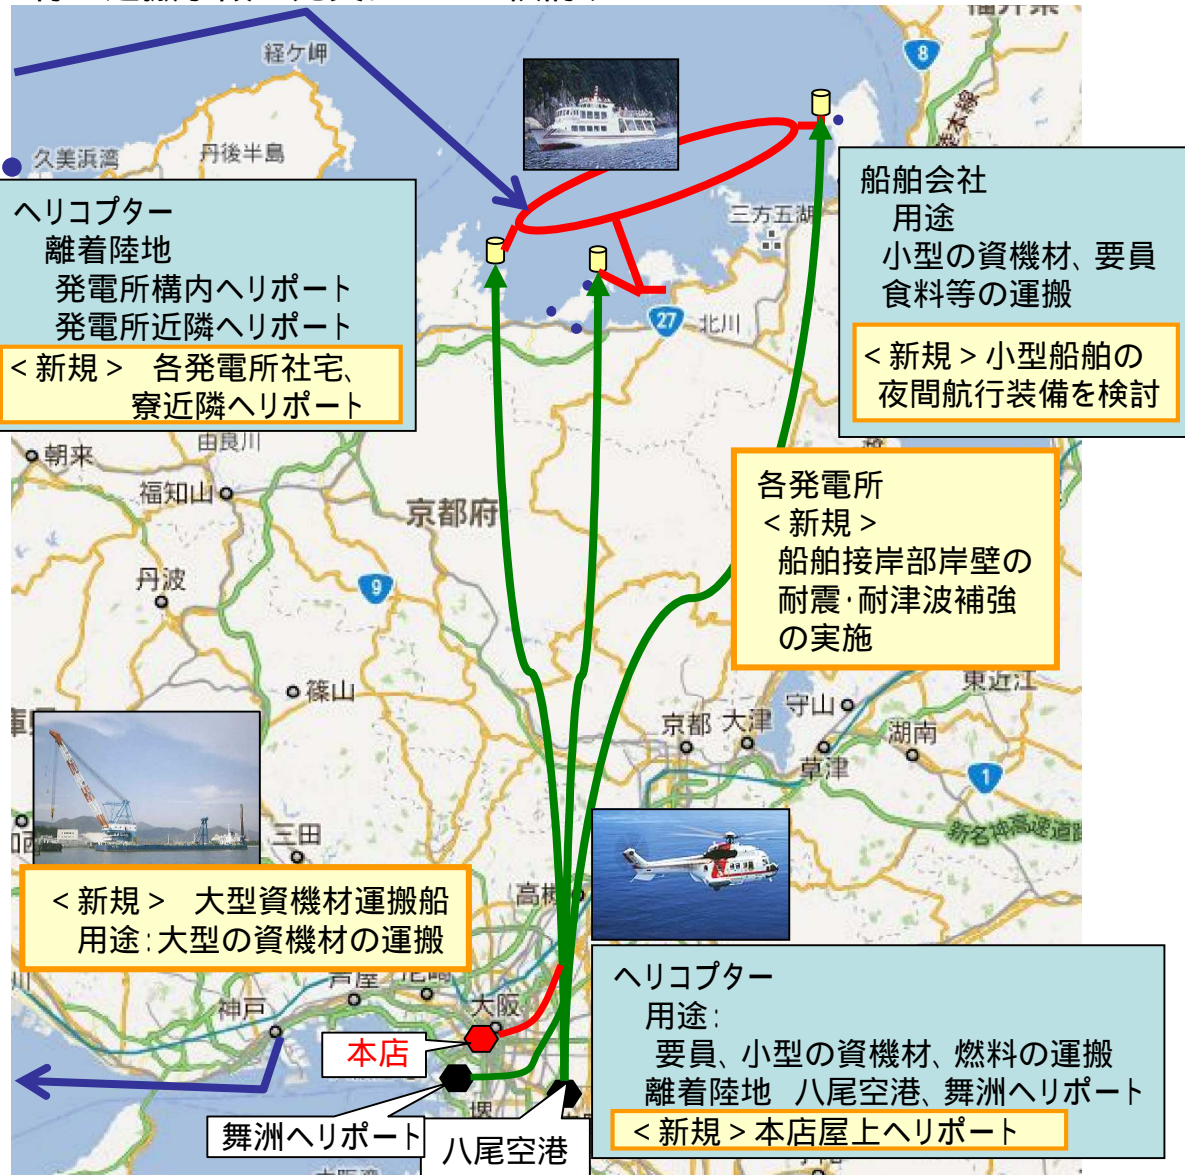 経ケ岬
8
久美浜湾
丹後半島
ヘリコプター
離着陸地
発電所構内ヘリポート
発電所近隣ヘリポート
<新規> 各発電所社宅、
寮近隣ヘリポート
船舶会社
用途
小型の資機材、要員
食料等の運搬
<新規>小型船舶の
夜間航行装備を検討
三方五湖
27
北川
由良川
朝来
福知山
京都府
丹波
9
各発電所
<新規>
船舶接岸部岸壁の
耐震・耐津波補強
の実施
篠山
東近江
守山
京都
大津
湖南
草津
1
新名神高速道路
三田
高槻
<新規> 大型資機材運搬船
用途:大型の資機材の運搬
芦屋
尼崎
神戸
大阪
本店
舞洲ヘリポート
堺
八尾空港
ヘリコプター
用途:
要員、小型の資機材、燃料の運搬
離着陸地 八尾空港、舞洲ヘリポート
<新規>本店屋上ヘリポート